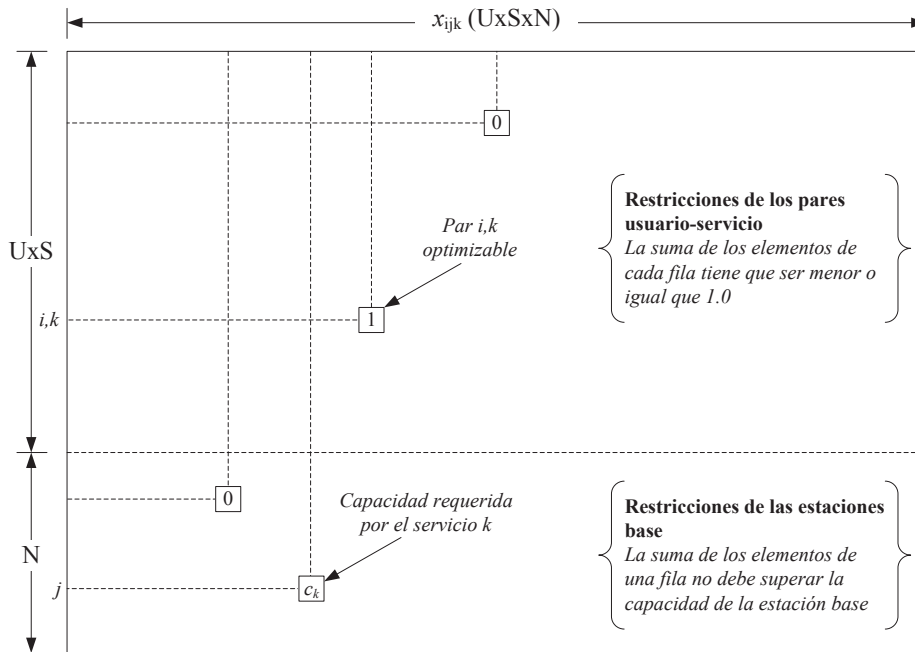 xijk (UxSxN)
0
Restricciones de los pares
usuario-servicio
La suma de los elementos de
cada fila tiene que ser menor o
igual que 1.0
Par i,k
optimizable
UxS
i,k
1
0
Capacidad requerida
por el servicio k
Restricciones de las estaciones
base
La suma de los elementos de
una fila no debe superar la
capacidad de la estación base
N
j
ck